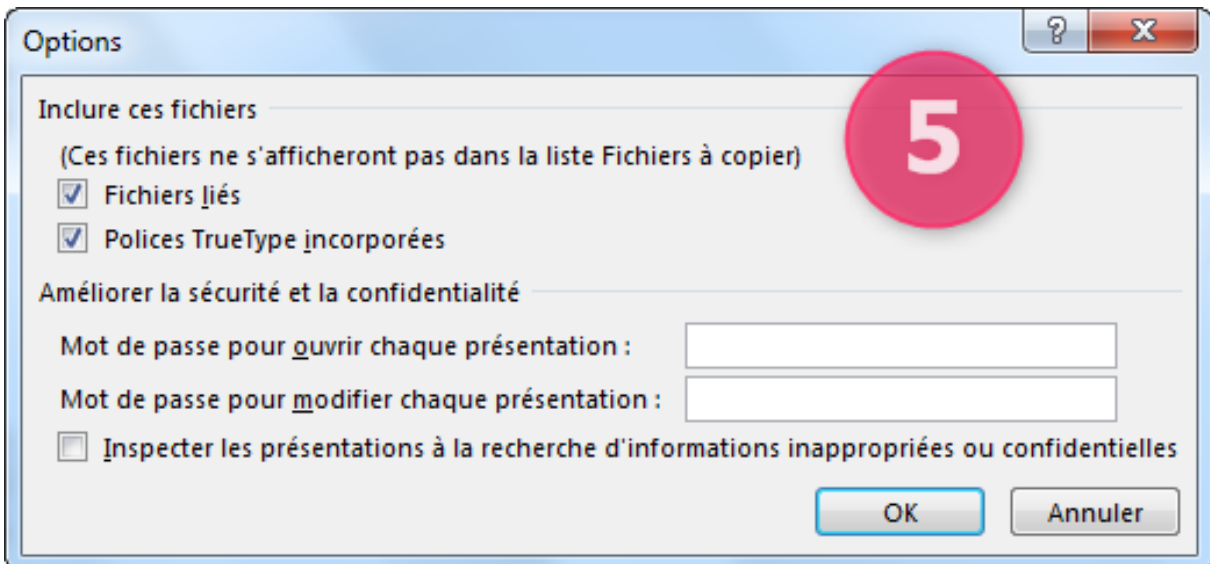 Options
Inclure ces fichiers
5
(Ces fichiers ne s'afficheront pas dans la liste Fichiers à copier)
Fichiers liés
Polices TrueType incorporées
Améliorer la sécurité et la confidentialité
Mot de passe pour ouvrir chaque présentation :
Mot de passe pour modifier chaque présentation :
Inspecter les présentations à la recherche d'informations inappropriées ou confidentielles
OK Annuler